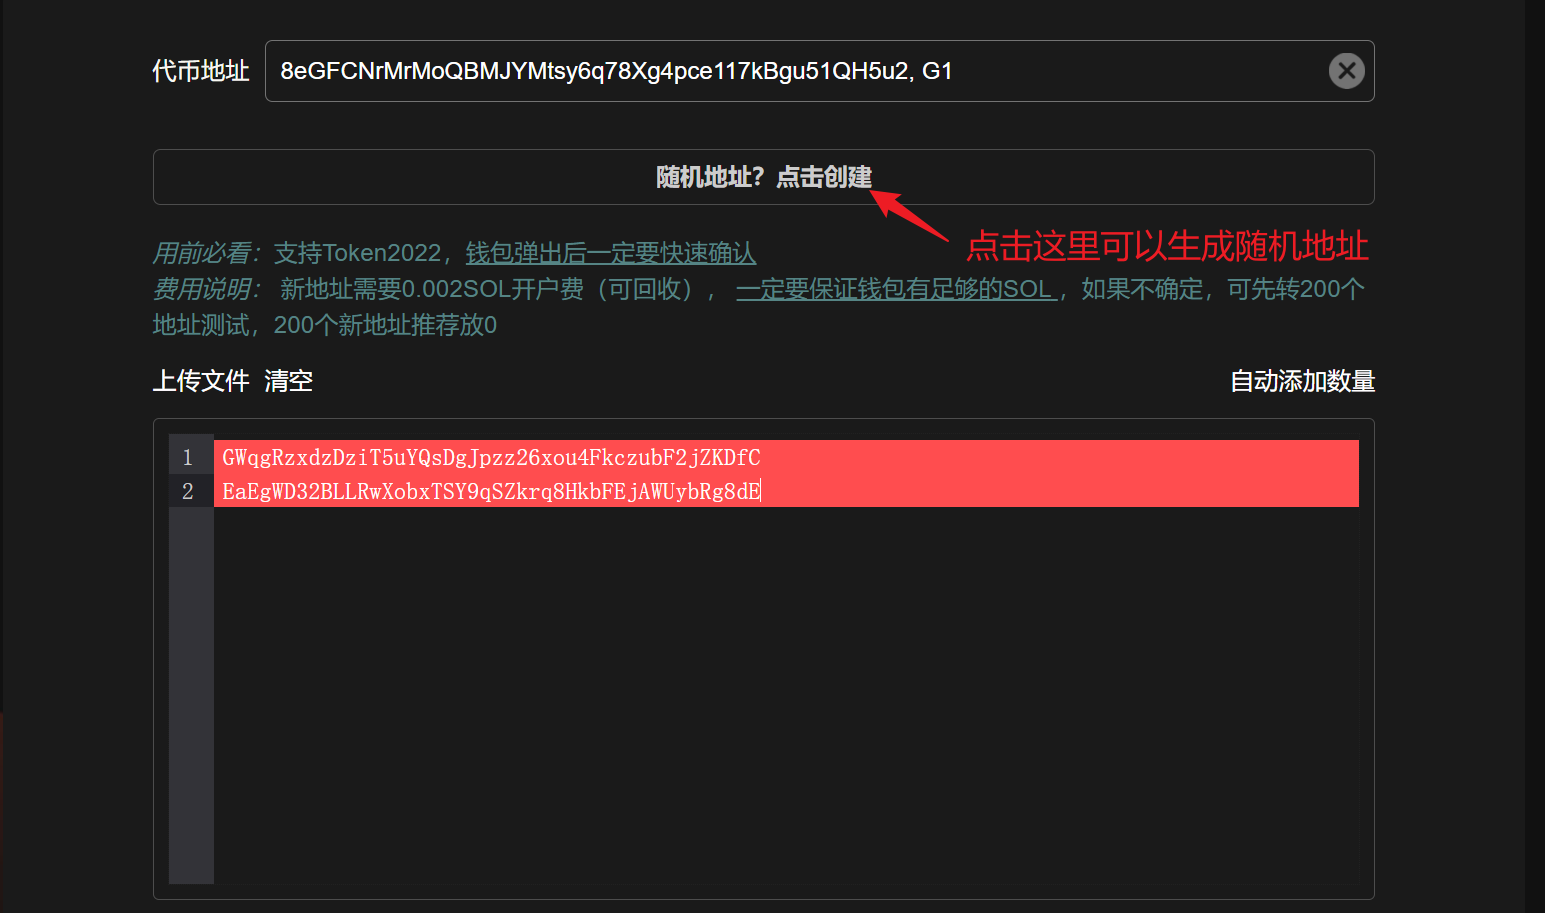 代币地址 8eGFCNrMrMoQBMJYMtsy6q78Xg4pce117kBgu51QH5u2, G1
随机地址？点击创建
点击这里可以生成随机地址
用前必看：支持Token2022，钱包弹出后一定要快速确认
费用说明： 新地址需要0.002SOL开户费（可回收），一定要保证钱包有足够的SOL ，如果不确定，可先转200个
地址测试，200个新地址推荐放0
上传文件 清空 自动添加数量
1 GWqgRzxdzDziT5uYQsDgJpzz26xou4FkczubF2jZKDfC
2 EaEgWD32BLLRwXobxTSY9qSZkrq8HkbFEjAWUybRg8dE